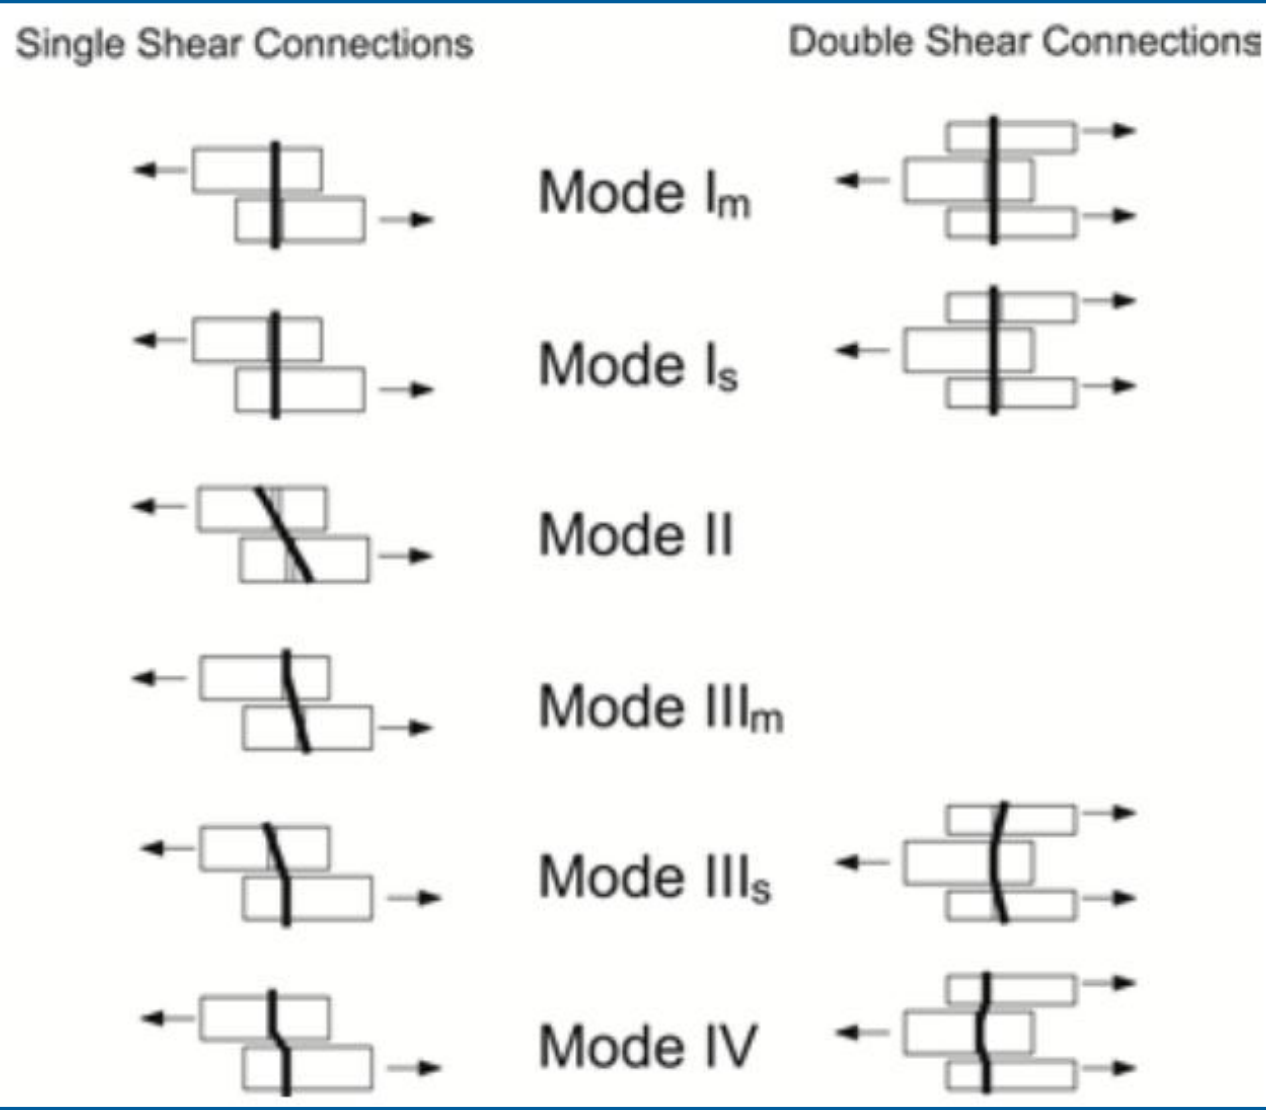 Single Shear Connections
Double Shear Connections
Mode Iₘ
Mode Iₛ
Mode II
Mode IIIₘ
Mode IIIₛ
Mode IV